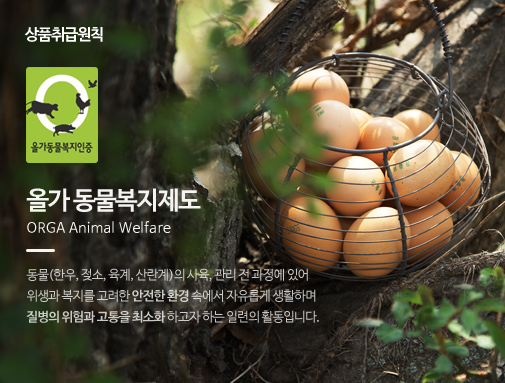 상품취급원칙
올가동물복지인증
올가 동물복지제도
ORGA Animal Welfare
동물(한우, 젖소, 육계, 산란계)의 사육, 관리 전 과정에 있어
위생과 복지를 고려한 안전한 환경 속에서 자유롭게 생활하며
질병의 위험과 고통을 최소화 하고자 하는 일련의 활동입니다.